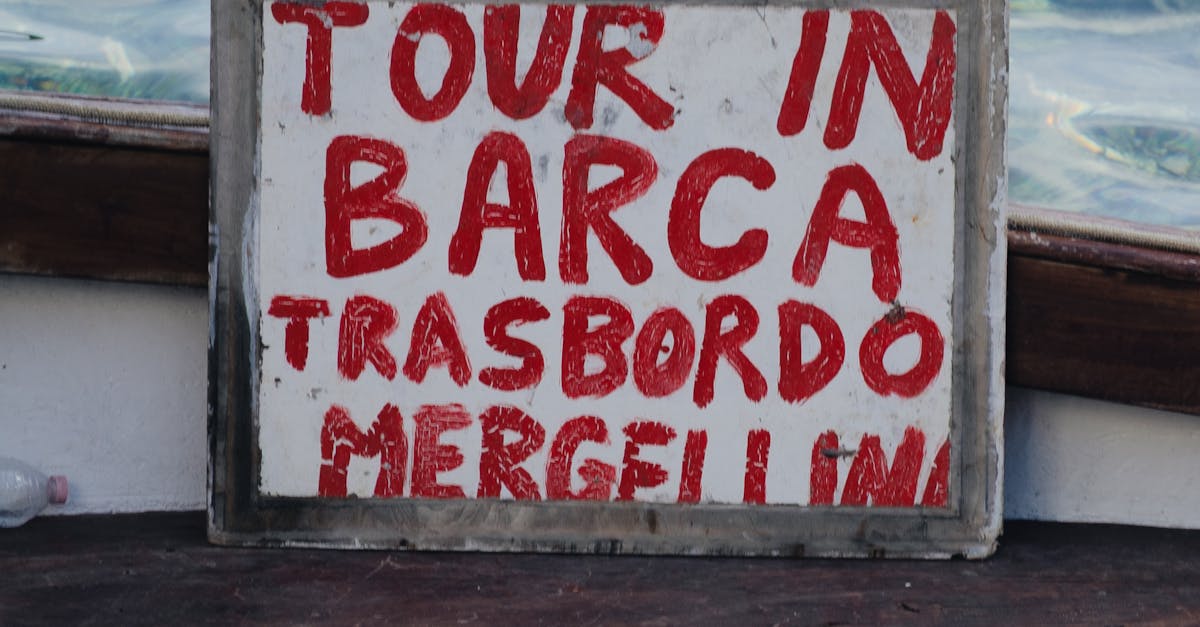 TOUR IN
BARCA
TRASBORDO
MERGELLINA